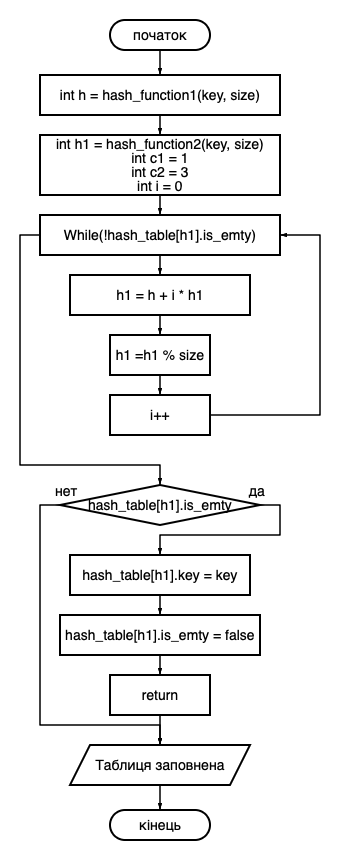 початок
int h = hash_function1(key, size)
int h1 = hash_function2(key, size)
int c1 = 1
int c2 = 3
int i = 0
While(!hash_table[h1].is_emty)
h1 = h + i * h1
h1 =h1 % size
i++
нет
да
hash_table[h1].is_emty
hash_table[h1].key = key
hash_table[h1].is_emty = false
return
Таблиця заповнена
кінець